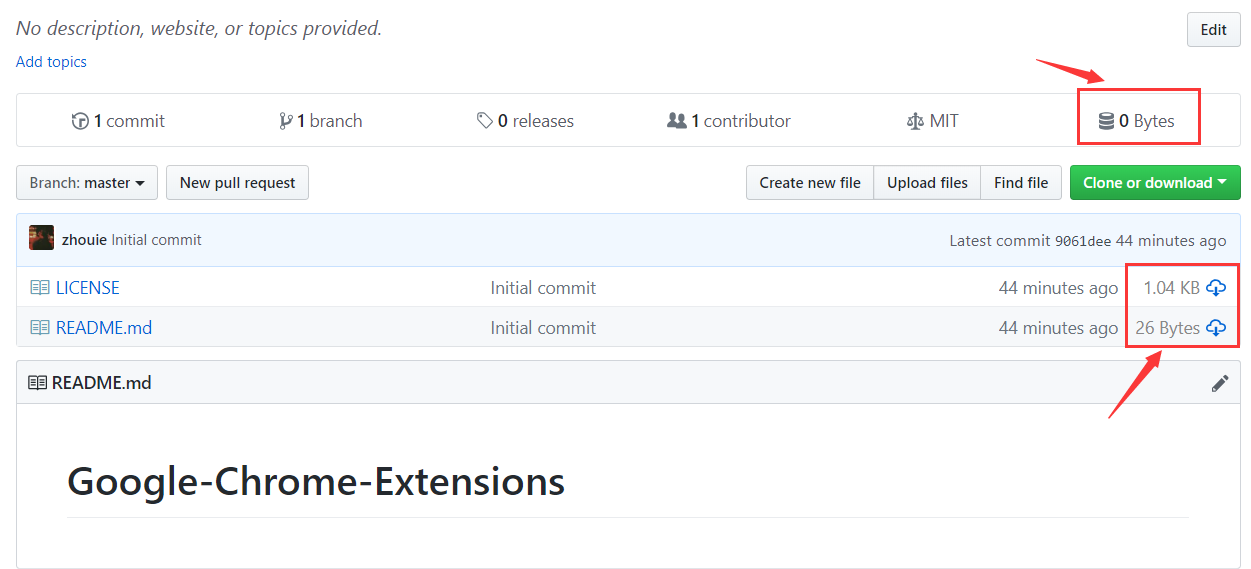 No description, website, or topics provided.
Edit
Add topics
1 commit 1 branch 0 releases 1 contributor MIT 0 Bytes
Branch: master New pull request Create new file Upload files Find file Clone or download
zhouie Initial commit Latest commit 9061dee 44 minutes ago
LICENSE Initial commit 44 minutes ago 1.04 KB
README.md Initial commit 44 minutes ago 26 Bytes
README.md
Google-Chrome-Extensions